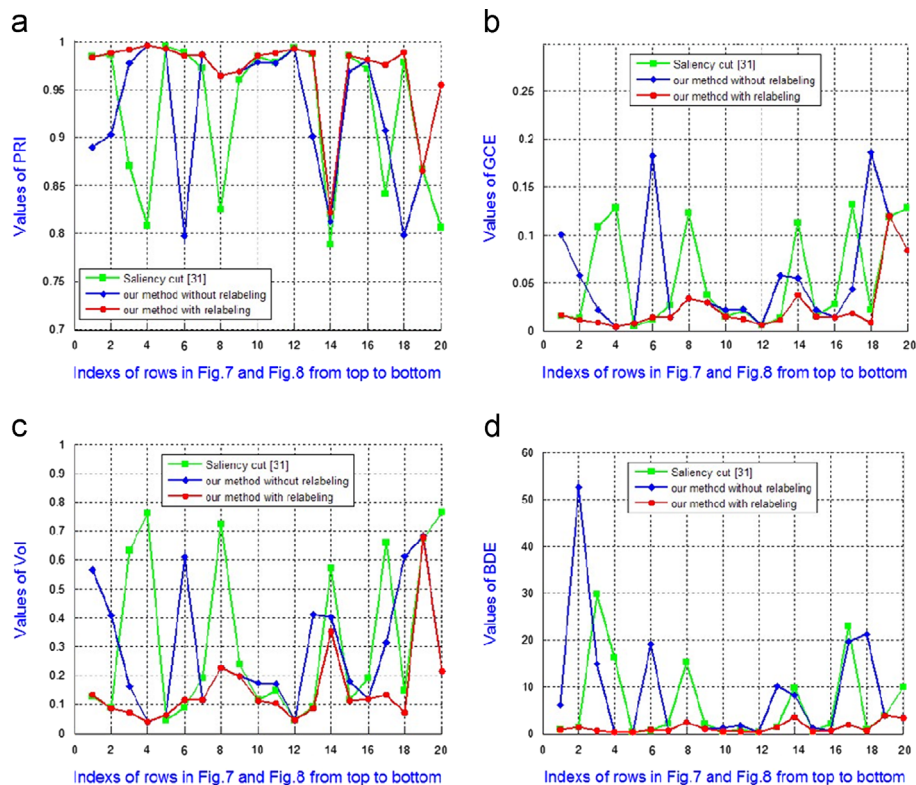 a
1
0.95
0.9
0.85
0.8
0.75
0.7
Values of PRI
Saliency cut [31]
our method without relabeling
our method with relabeling
0 2 4 6 8 10 12 14 16 18 20
Indexs of rows in Fig.7 and Fig.8 from top to bottom
b
0.25
0.2
0.15
0.1
0.05
0
Values of GCE
Saliency cut [31]
our method without relabeling
our method with relabeling
0 2 4 6 8 10 12 14 16 18 20
Indexs of rows in Fig.7 and Fig.8 from top to bottom
c
1
0.9
0.8
0.7
0.6
0.5
0.4
0.3
0.2
0.1
0
Values of VoI
Saliency cut [31]
our method without relabeling
our method with relabeling
0 2 4 6 8 10 12 14 16 18 20
Indexs of rows in Fig.7 and Fig.8 from top to bottom
d
60
50
40
30
20
10
0
Values of BDE
Saliency cut [31]
our method without relabeling
our method with relabeling
0 2 4 6 8 10 12 14 16 18 20
Indexs of rows in Fig.7 and Fig.8 from top to bottom